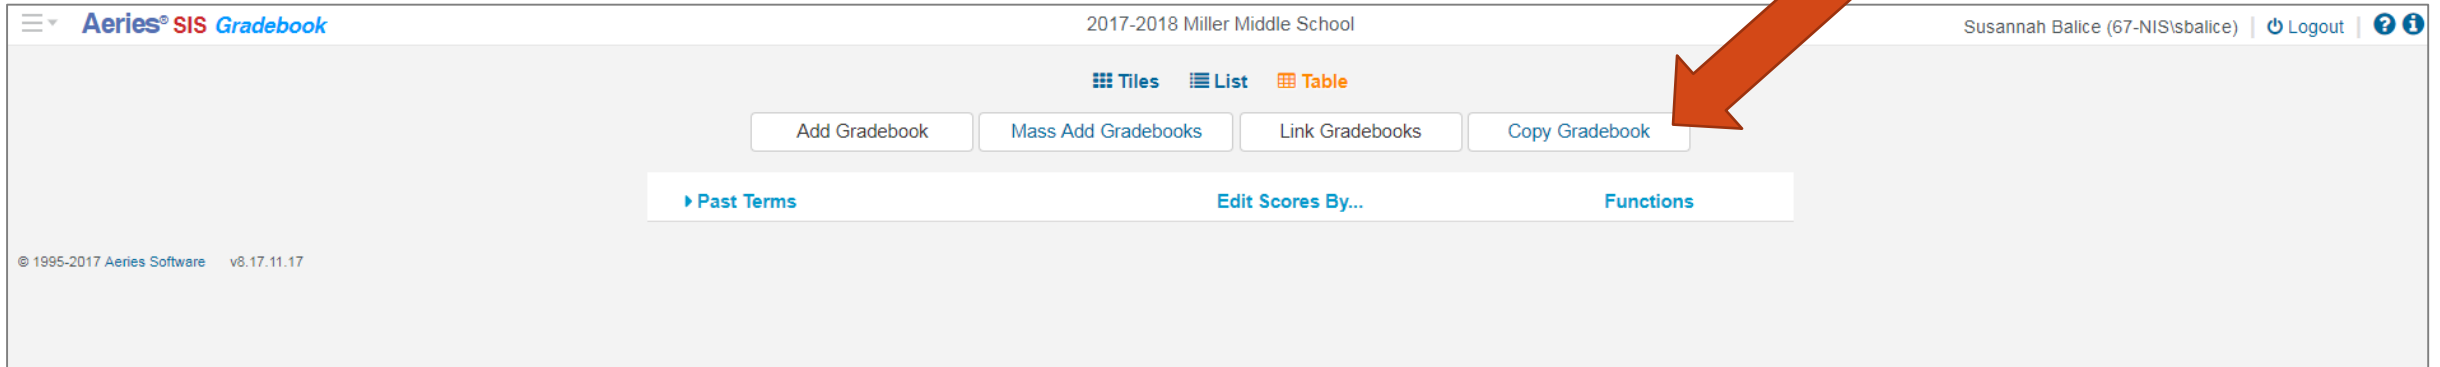 Aeries® SIS Gradebook 2017-2018 Miller Middle School Susannah Balice (67-NIS\sbalice) | Logout |
Tiles List Table
Add Gradebook Mass Add Gradebooks Link Gradebooks Copy Gradebook
Past Terms Edit Scores By... Functions
© 1995-2017 Aeries Software v8.17.11.17